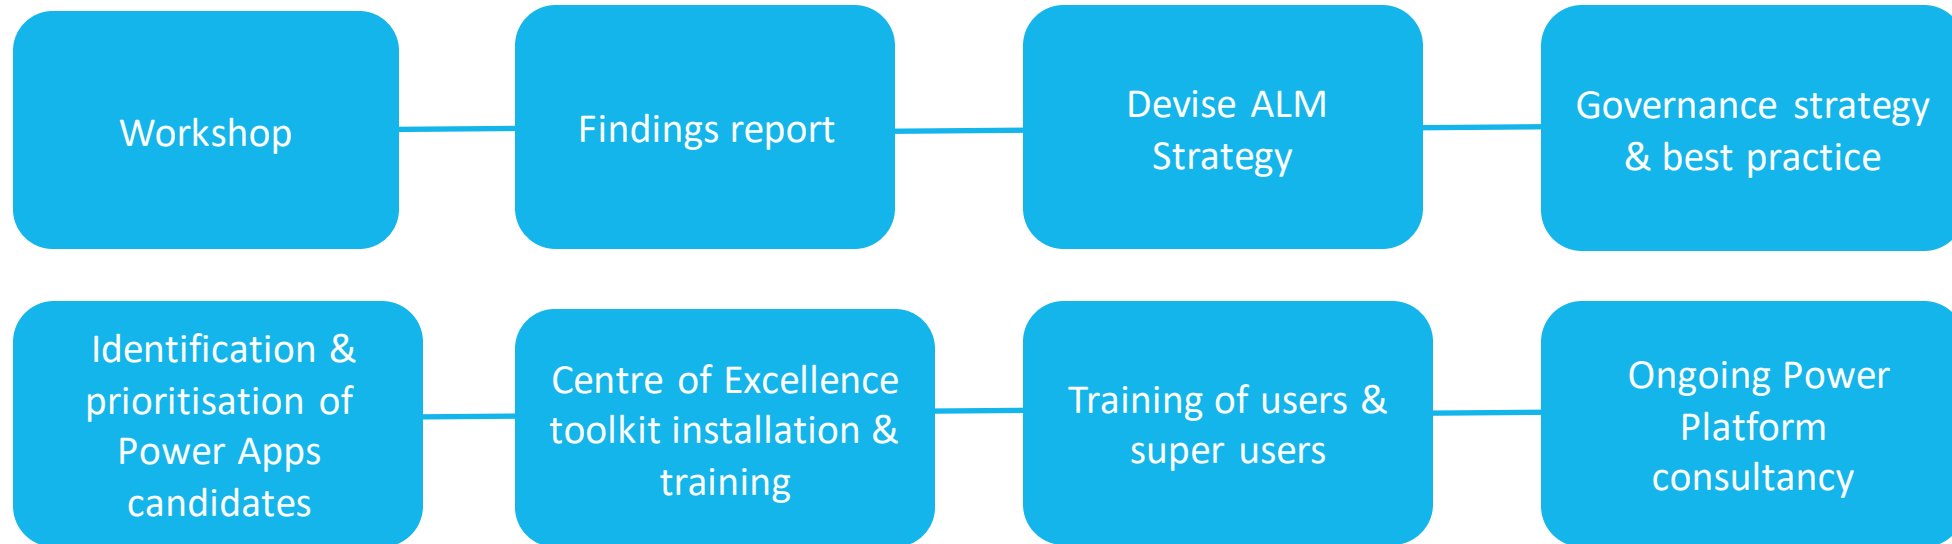 Workshop
Findings report
Devise ALM
Strategy
Governance strategy
& best practice
Identification &
prioritisation of
Power Apps
candidates
Centre of Excellence
toolkit installation &
training
Training of users &
super users
Ongoing Power
Platform
consultancy